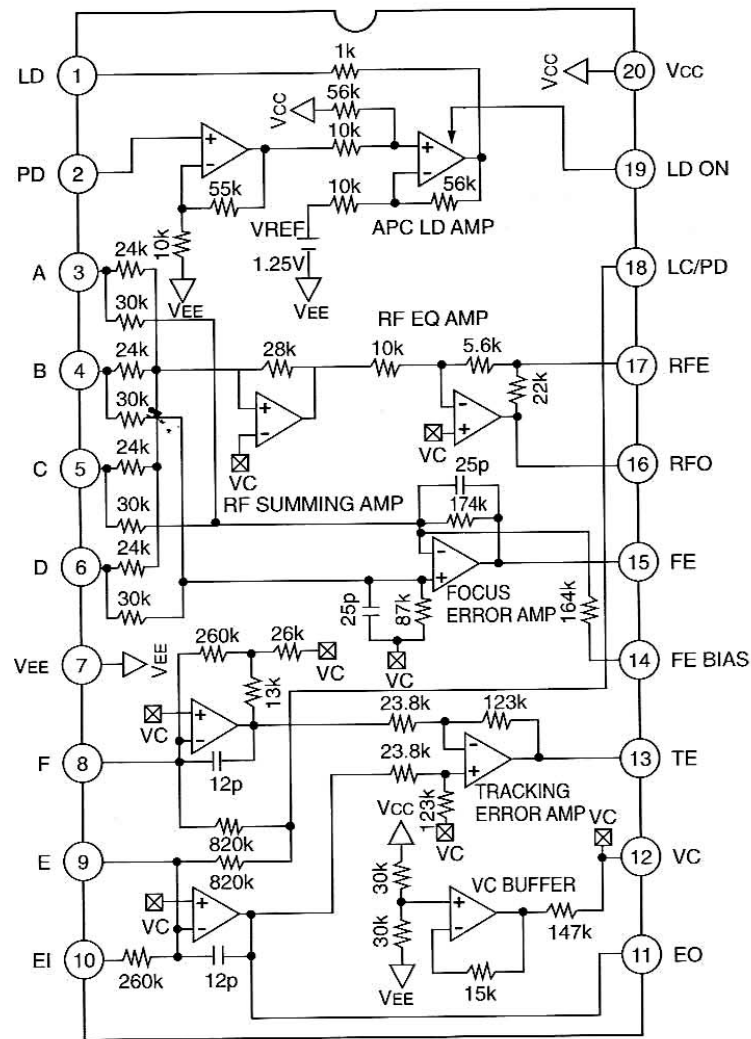 1k
LD 1
20 VCC
VCC
56k
VCC
10k
PD 2
19 LD ON
55k
10k
56k
VREF
APC LD AMP
10k
1.25V
A 3
24k
18 LC/PD
VEE
VEE
30k
RF EQ AMP
B 4
24k
28k
10k
5.6k
17 RFE
30k
22k
VC
VC
C 5
24k
16 RFO
25p
RF SUMMING AMP
174k
30k
D 6
24k
15 FE
FOCUS
ERROR AMP
30k
25p
87k
164k
260k
26k
VC
VC
VEE 7
VEE
14 FE BIAS
13k
23.8k
123k
VC
F 8
23.8k
13 TE
12p
TRACKING
ERROR AMP
123k
VCC
VC
VC
820k
E 9
820k
12 VC
30k
VC BUFFER
VC
30k
147k
EI 10
260k
12p
11 EO
VEE
15k